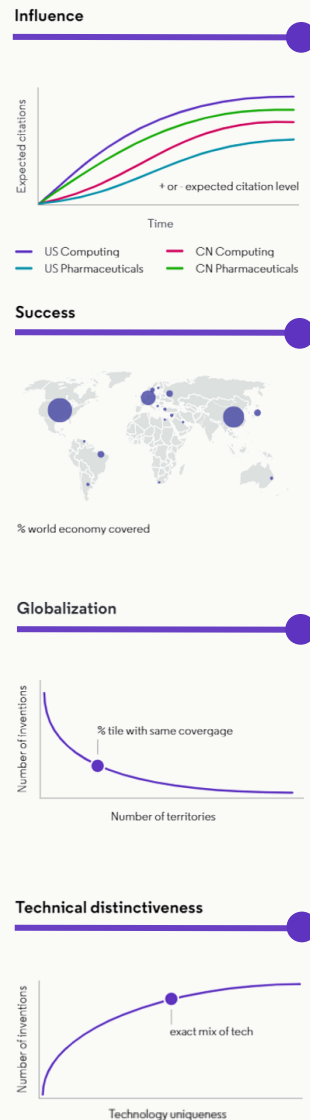 Influence
Expected citations
+ or - expected citation level
Time
US Computing
CN Computing
US Pharmaceuticals
CN Pharmaceuticals
Success
% world economy covered
Globalization
Number of inventions
% tile with same covergage
Number of territories
Technical distinctiveness
Number of inventions
exact mix of tech
Technology uniqueness